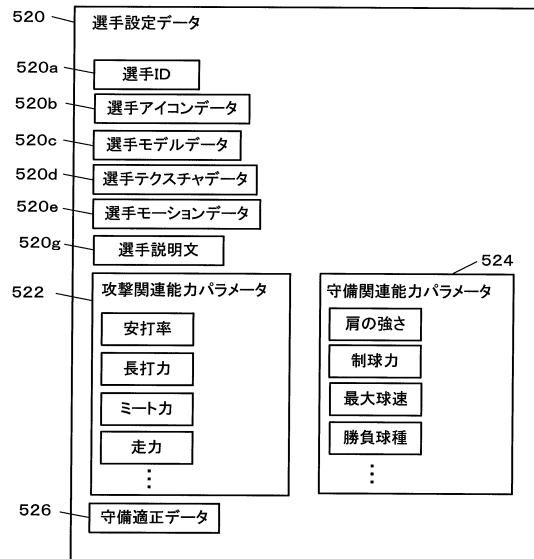 520
選手設定データ
520a
選手ID
520b
選手アイコンデータ
520c
選手モデルデータ
520d
選手テクスチャデータ
520e
選手モーションデータ
520g
選手説明文
522
攻撃関連能力パラメータ
安打率
長打力
ミート力
走力
524
守備関連能力パラメータ
肩の強さ
制球力
最大球速
勝負球種
526
守備適正データ